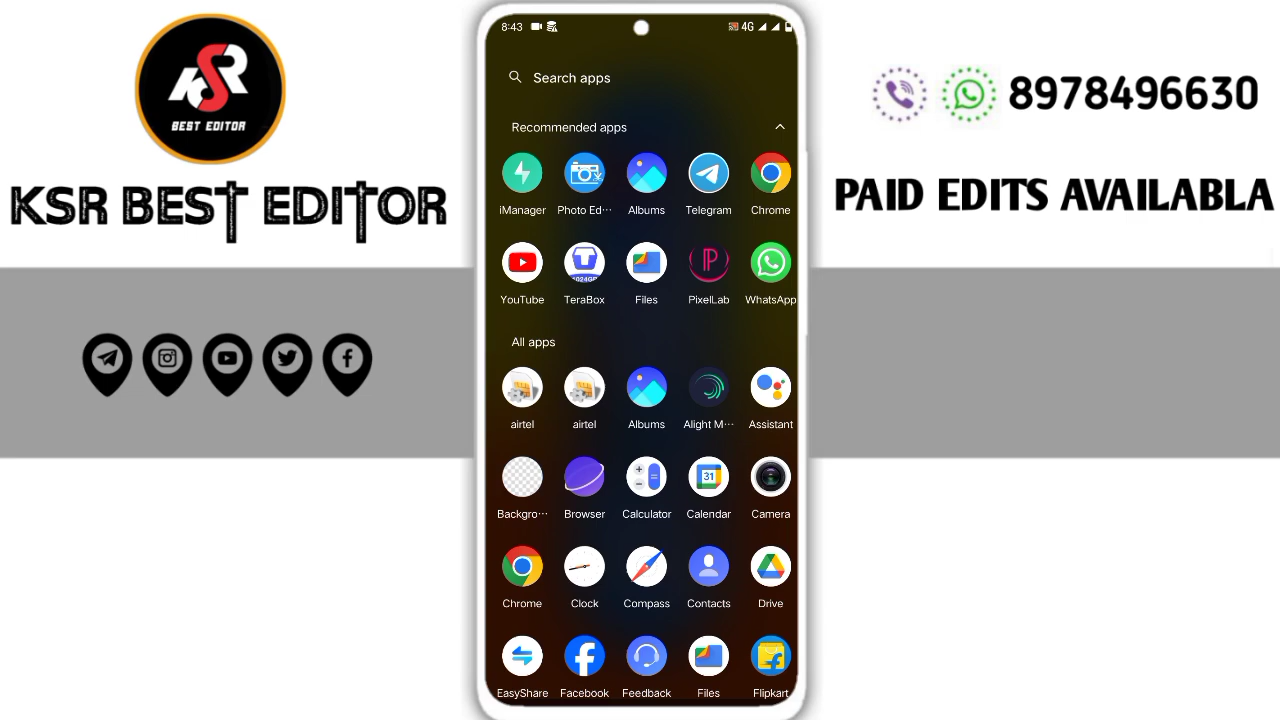 KSR
BEST EDITOR
KSR BEST EDITOR
8978496630
PAID EDITS AVAILABLA
8:43 4G
Search apps
Recommended apps
iManager Photo Ed··· Albums Telegram Chrome
1024GB
YouTube TeraBox Files PixelLab WhatsApp
All apps
airtel airtel Albums Alight M··· Assistant
31
Backgro··· Browser Calculator Calendar Camera
Chrome Clock Compass Contacts Drive
EasyShare Facebook Feedback Files Flipkart